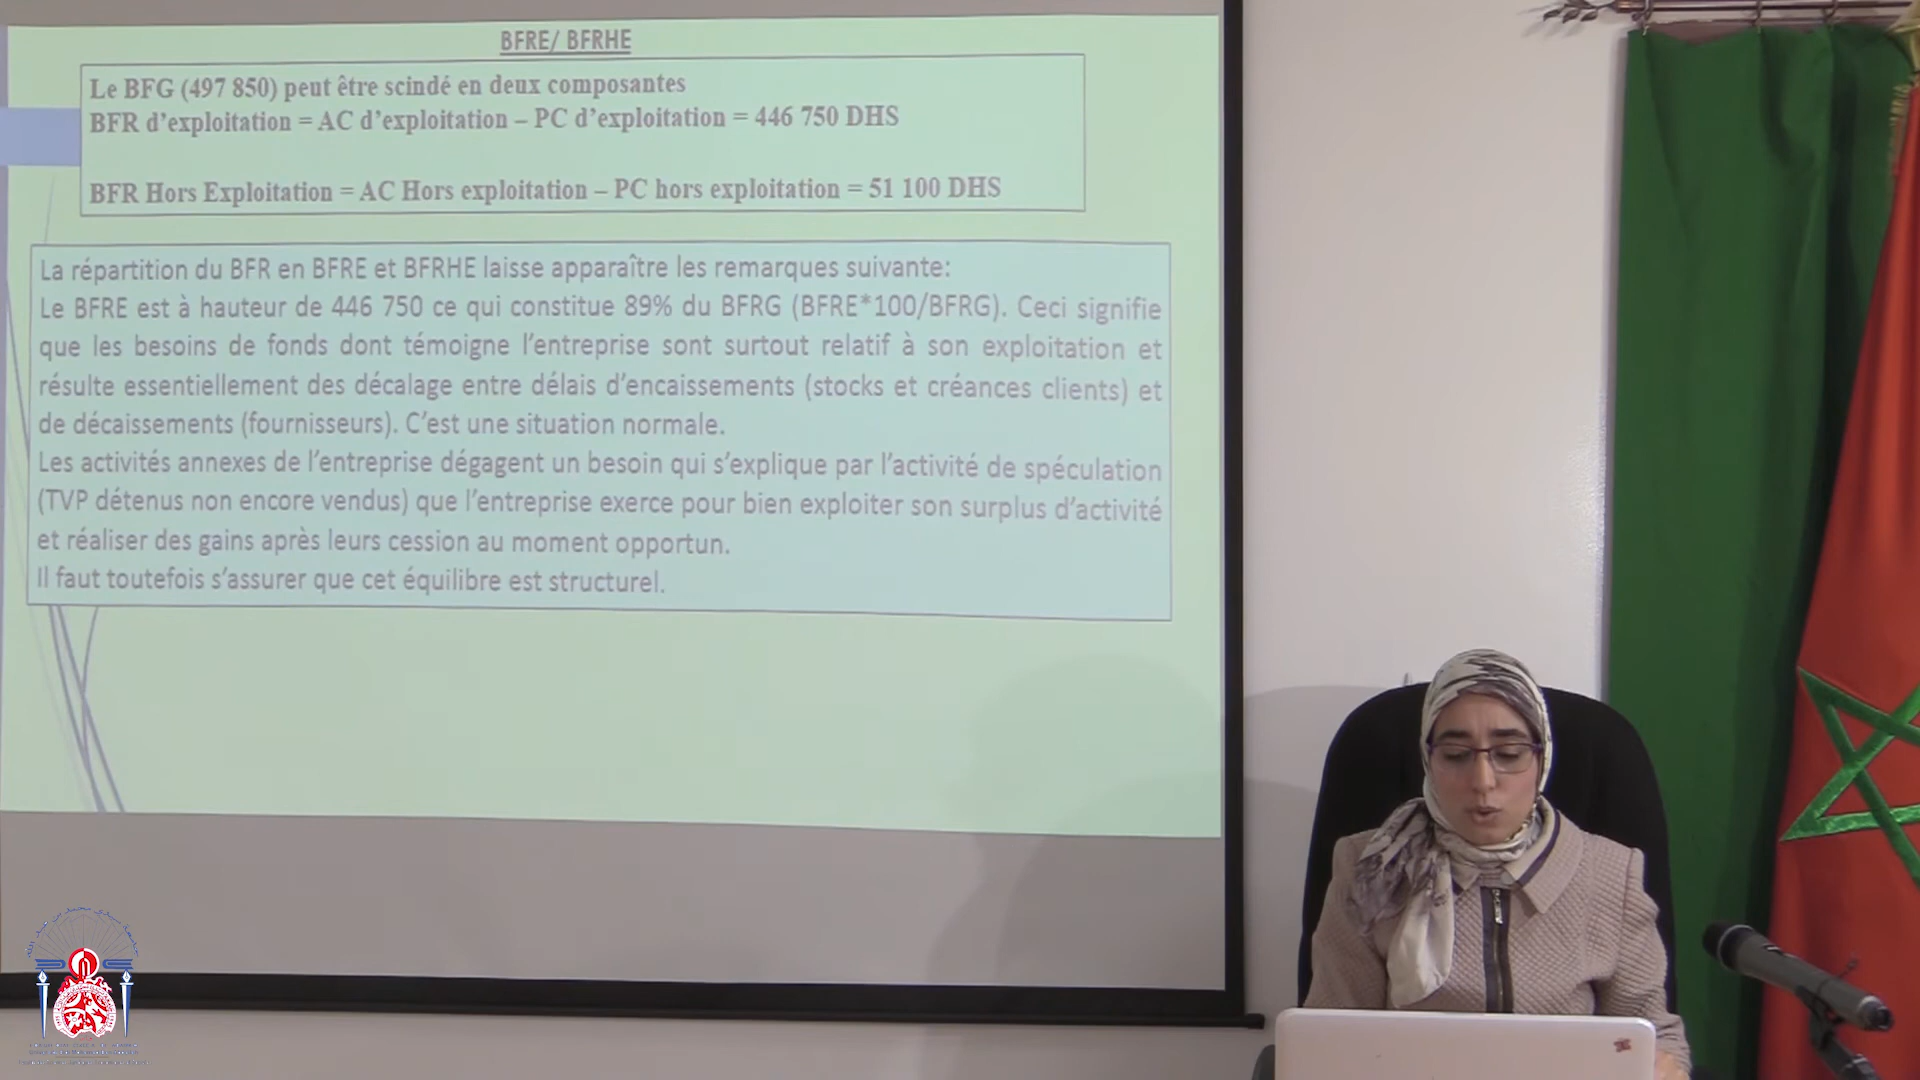 BFRE/ BFRHE
Le BFG (497 850) peut être scindé en deux composantes
BFR d'exploitation = AC d'exploitation – PC d'exploitation = 446 750 DHS
BFR Hors Exploitation = AC Hors exploitation – PC hors exploitation = 51 100 DHS
La répartition du BFR en BFRE et BFRHE laisse apparaître les remarques suivante:
Le BFRE est à hauteur de 446 750 ce qui constitue 89% du BFRG (BFRE*100/BFRG). Ceci signifie
que les besoins de fonds dont témoigne l'entreprise sont surtout relatif à son exploitation et
résulte essentiellement des décalage entre délais d'encaissements (stocks et créances clients) et
de décaissements (fournisseurs). C'est une situation normale.
Les activités annexes de l'entreprise dégagent un besoin qui s'explique par l'activité de spéculation
(TVP détenus non encore vendus) que l'entreprise exerce pour bien exploiter son surplus d'activité
et réaliser des gains après leurs cession au moment opportun.
Il faut toutefois s'assurer que cet équilibre est structurel.